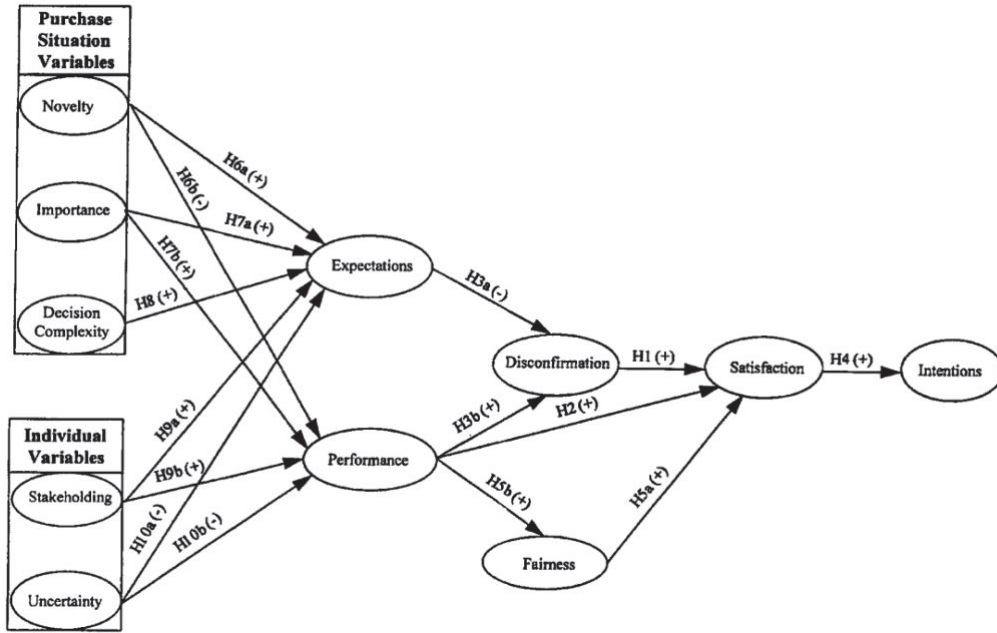 Purchase
Situation
Variables
Novelty
Importance
Decision
Complexity
H6a (+)
H6b (-)
H7a (+)
H7b (+)
H8 (+)
Expectations
H3a (-)
Disconfirmation
H1 (+)
Satisfaction
H4 (+)
Intentions
Individual
Variables
Stakeholding
Uncertainty
H9a (+)
H9b (+)
H10a (-)
H10b (-)
Performance
H3b (+)
H2 (+)
H5b (+)
H5a (+)
Fairness